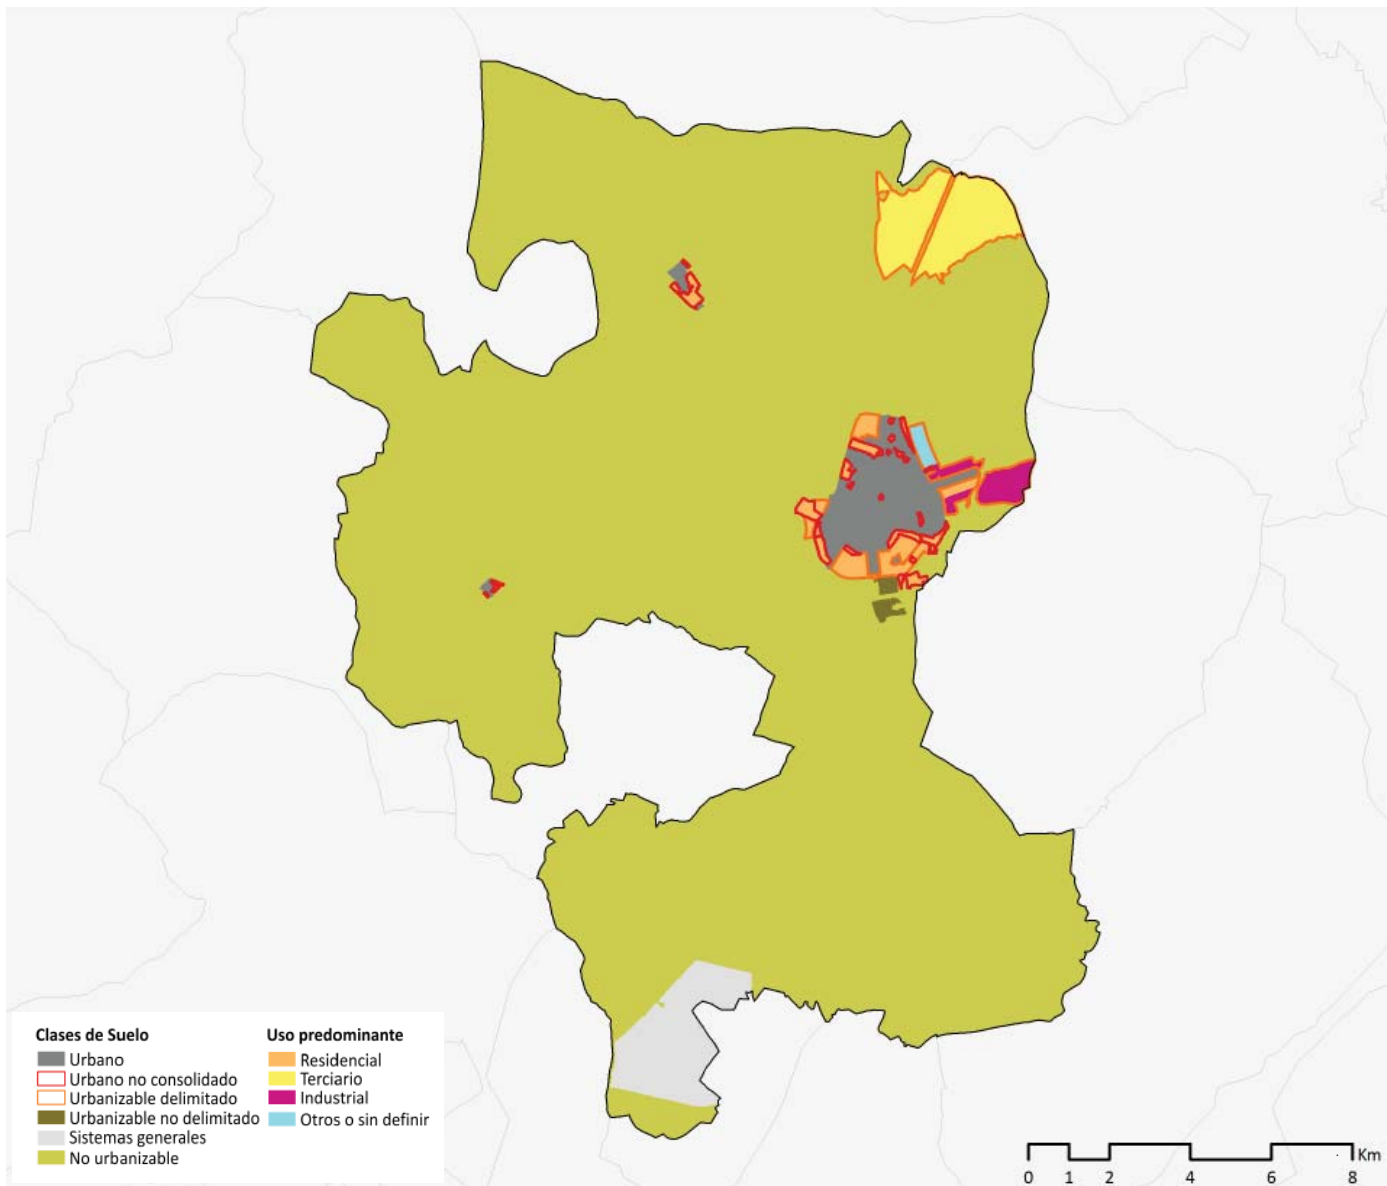 Clases de Suelo
Urbano
Urbano no consolidado
Urbanizable delimitado
Urbanizable no delimitado
Sistemas generales
No urbanizable
Uso predominante
Residencial
Terciario
Industrial
Otros o sin definir
Km
0 1 2 4 6 8